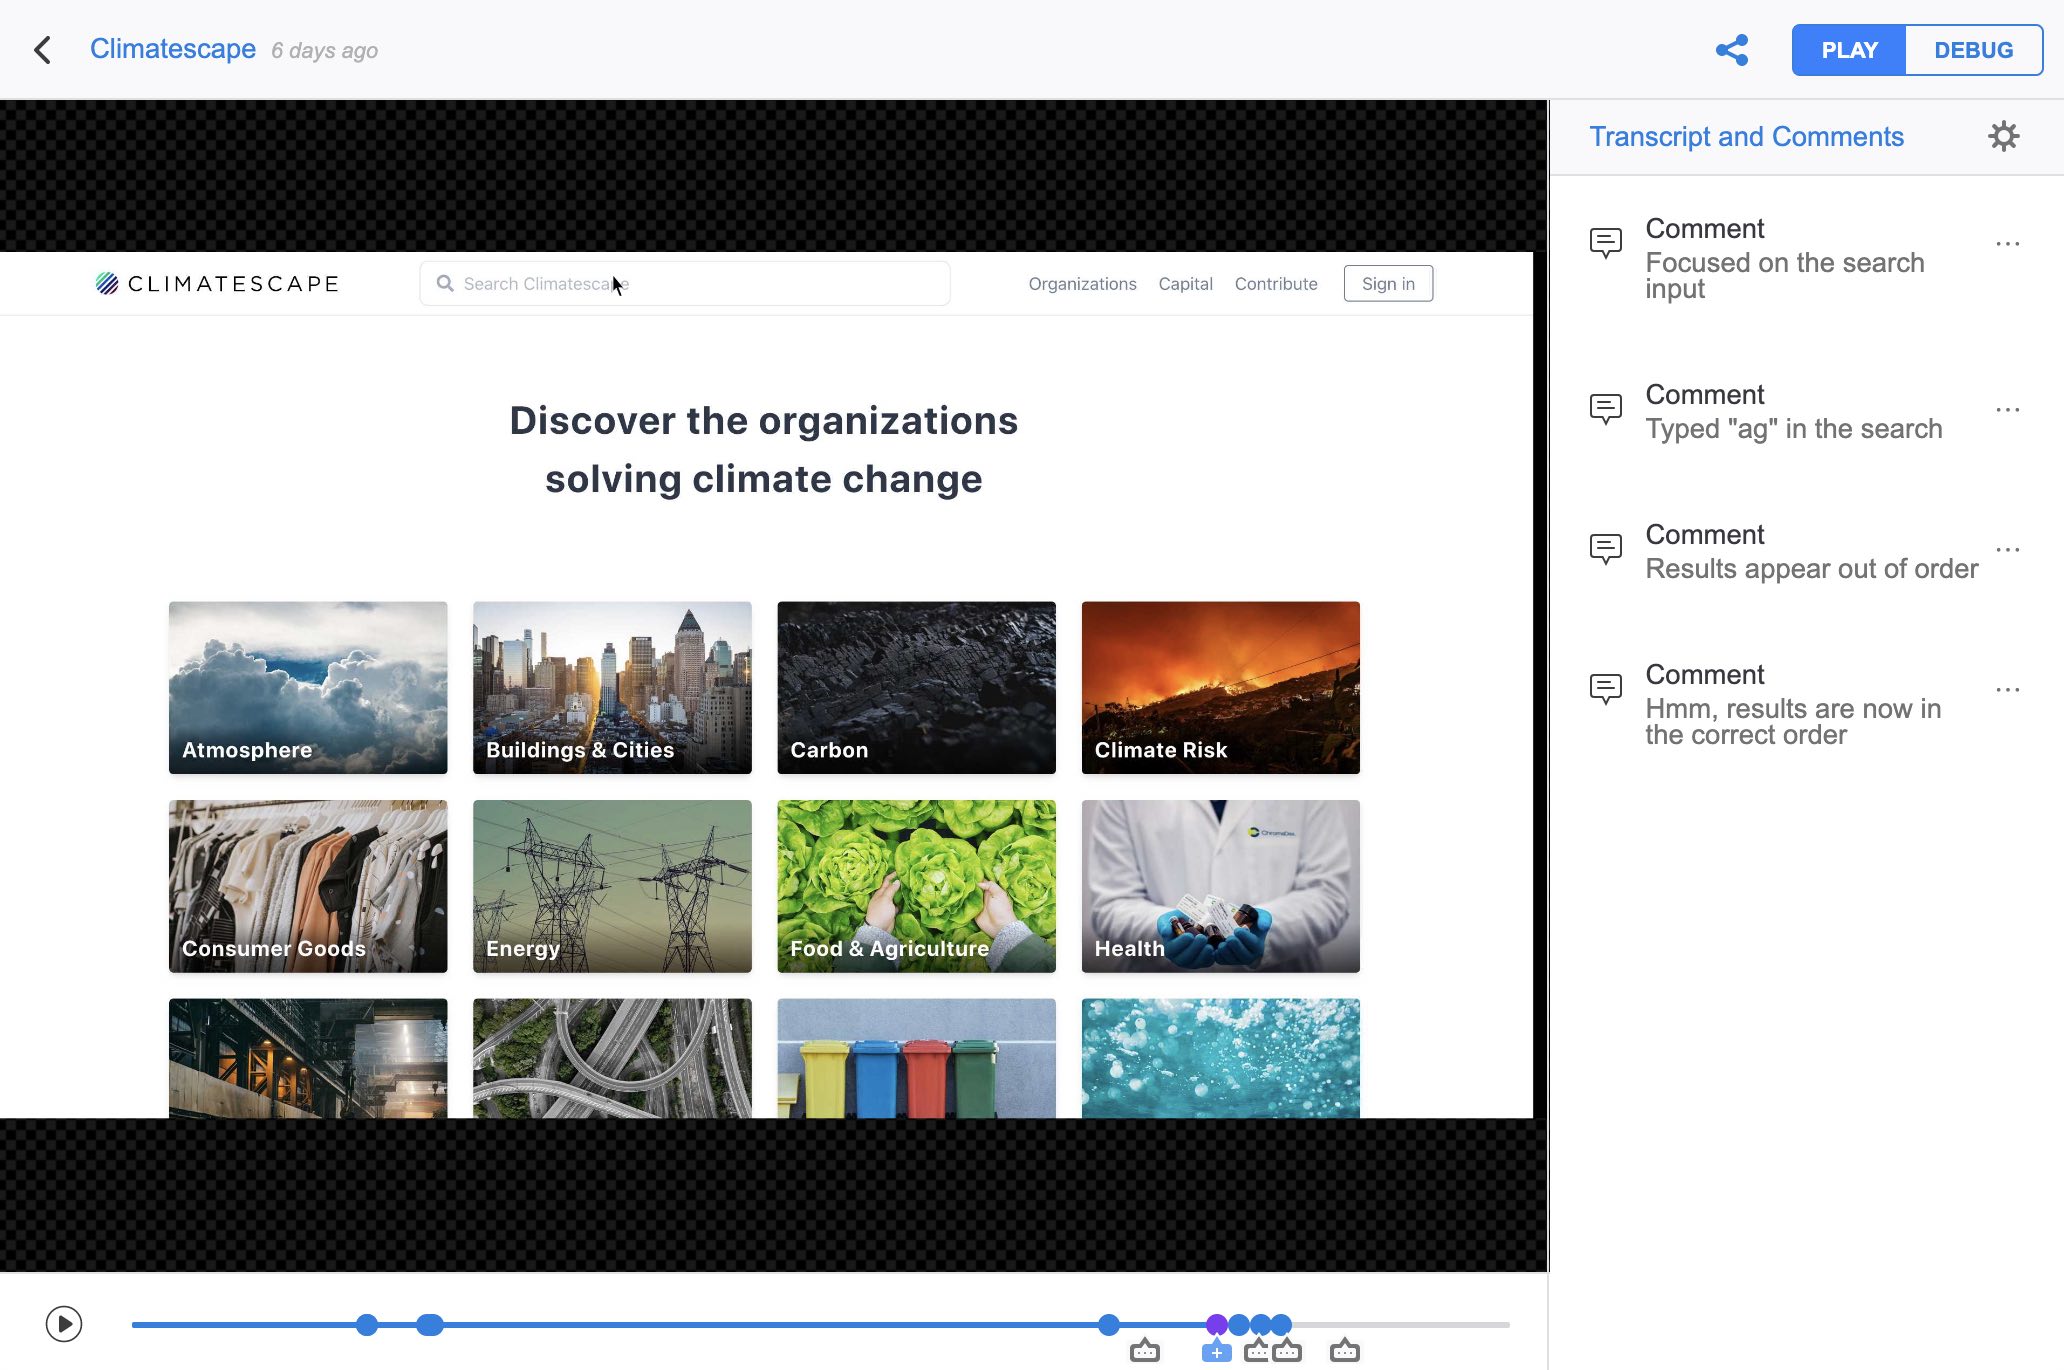 Climatescape 6 days ago
PLAY
DEBUG
Transcript and Comments
CLIMATESCAPE
Search Climatescape
Organizations
Capital
Contribute
Sign in
Discover the organizations
solving climate change
Atmosphere
Buildings & Cities
Carbon
Climate Risk
Consumer Goods
Energy
Food & Agriculture
Health
ChromaDex
Comment
Focused on the search
input
Comment
Typed "ag" in the search
Comment
Results appear out of order
Comment
Hmm, results are now in
the correct order